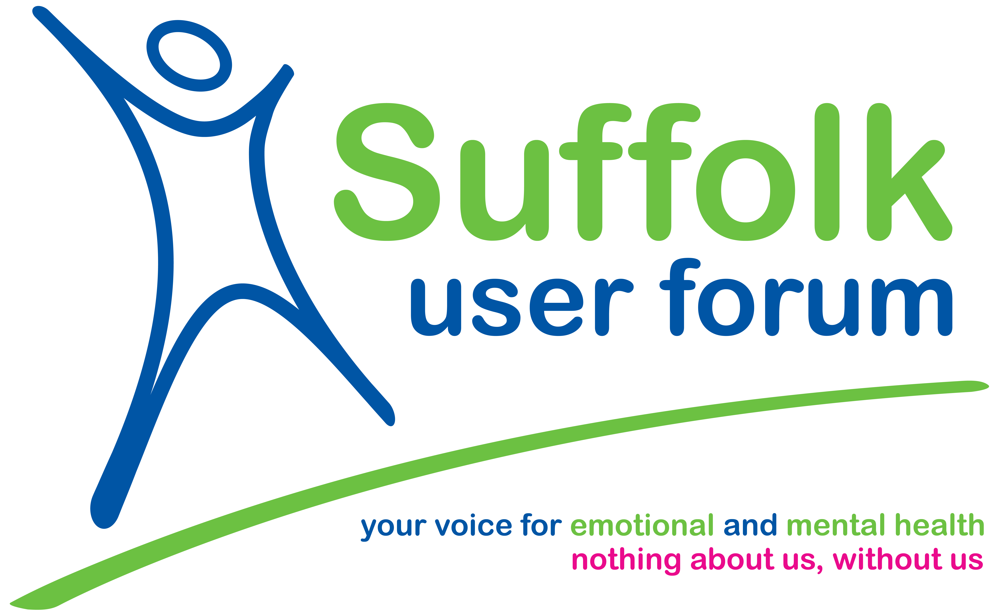 Suffolk
user forum
your voice for emotional and mental health
nothing about us, without us